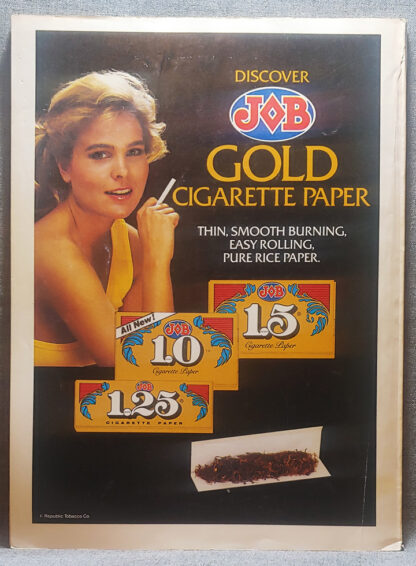 DISCOVER
JOB
GOLD
CIGARETTE PAPER
THIN, SMOOTH BURNING,
EASY ROLLING,
PURE RICE PAPER.
JOB
1.5
Cigarette Paper
All New!
JOB
1.0
Cigarette Paper
JOB
1.25
CIGARETTE PAPER
Republic Tobacco Co.